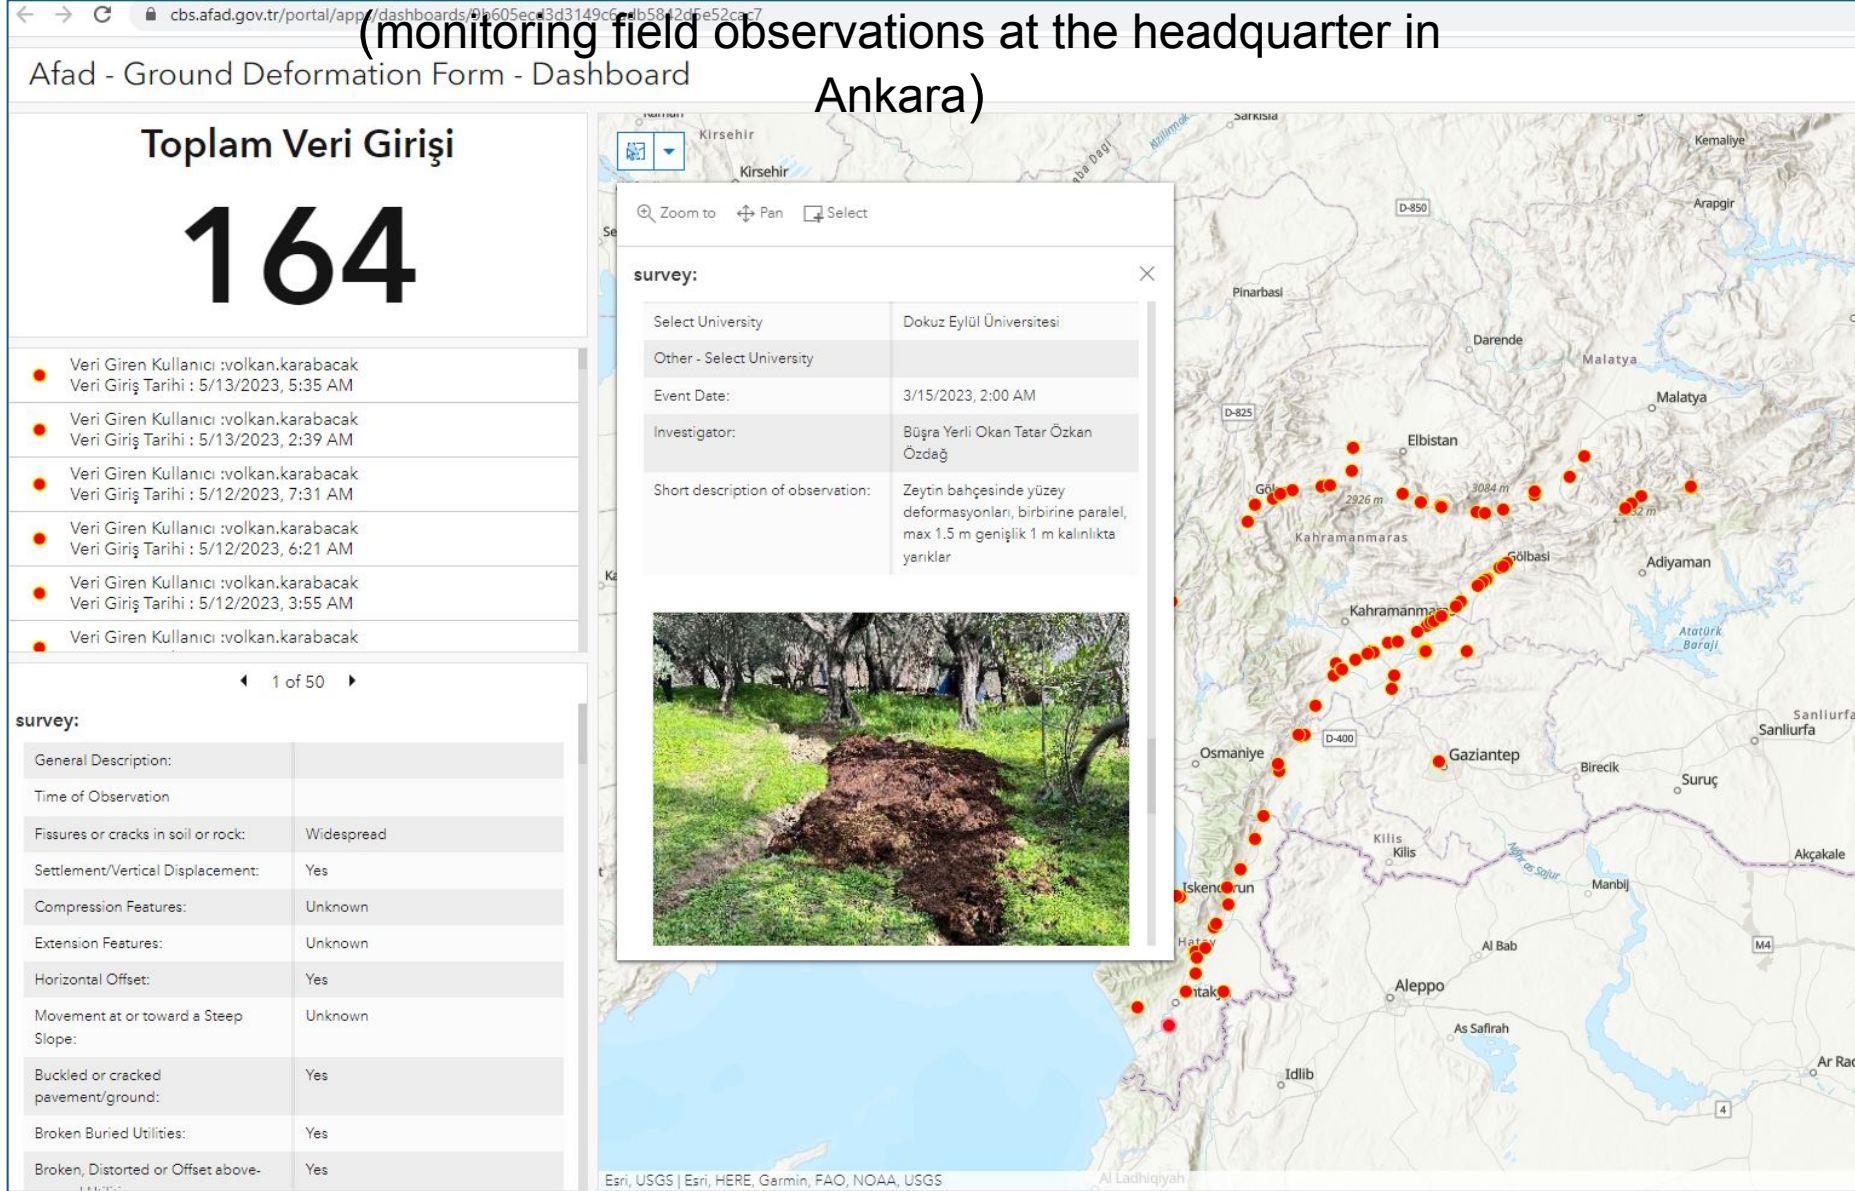 cbs.afad.gov.tr/portal/apps/dashboards/9b605ecd3d3149c6adb5842d5e52cac7
(monitoring field observations at the headquarter in
Ankara)
Afad - Ground Deformation Form - Dashboard
Toplam Veri Girişi
164
Veri Giren Kullanıcı :volkan.karabacak
Veri Giriş Tarihi : 5/13/2023, 5:35 AM
Veri Giren Kullanıcı :volkan.karabacak
Veri Giriş Tarihi : 5/13/2023, 2:39 AM
Veri Giren Kullanıcı :volkan.karabacak
Veri Giriş Tarihi : 5/12/2023, 7:31 AM
Veri Giren Kullanıcı :volkan.karabacak
Veri Giriş Tarihi : 5/12/2023, 6:21 AM
Veri Giren Kullanıcı :volkan.karabacak
Veri Giriş Tarihi : 5/12/2023, 3:55 AM
Veri Giren Kullanıcı :volkan.karabacak
1 of 50
survey:
General Description:
Time of Observation
Fissures or cracks in soil or rock: Widespread
Settlement/Vertical Displacement: Yes
Compression Features: Unknown
Extension Features: Unknown
Horizontal Offset: Yes
Movement at or toward a Steep Unknown
Slope:
Buckled or cracked Yes
pavement/ground:
Broken Buried Utilities: Yes
Broken, Distorted or Offset above- Yes
Zoom to Pan Select
survey:
Select University Dokuz Eylül Üniversitesi
Other - Select University
Event Date: 3/15/2023, 2:00 AM
Investigator: Büşra Yerli Okan Tatar Özkan
Özdağ
Short description of observation: Zeytin bahçesinde yüzey
deformasyonları, birbirine paralel,
max 1.5 m genişlik 1 m kalınlıkta
yarıklar
Kirsehir
Kirsehir
Kizilirmak
Sarkisla
Kemaliye
D-850
Arapgir
Pinarbasi
Darende
Malatya
Malatya
D-825
Elbistan
2926 m
3084 m
Kahramanmaras
Gölbasi
Adiyaman
Atatürk
Baraji
Sanliurfa
Sanliurfa
D-400
Osmaniye
Gaziantep
Birecik
Suruç
Kilis
Kilis
Nahr as Sajur
Akçakale
Manbij
Hatay
Al Bab
M4
Aleppo
As Safirah
Idlib
4
Al Ladhiqiyah
Esri, USGS | Esri, HERE, Garmin, FAO, NOAA, USGS